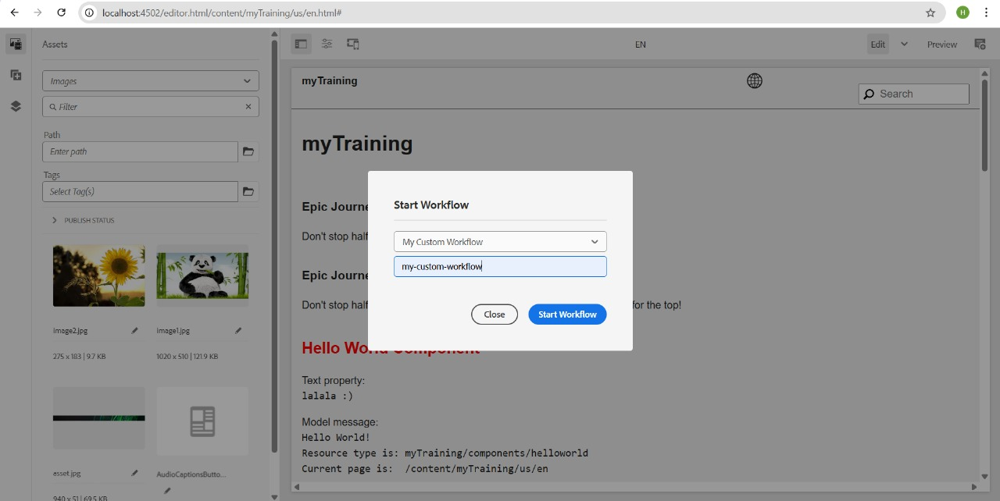 localhost:4502/editor.html/content/myTraining/us/en.html#
H
Assets
EN
Edit
Preview
Images
Filter
Path
Enter path
Tags
Select Tag(s)
PUBLISH STATUS
image2.jpg
image1.jpg
275 x 183 | 9.7 KB
1020 x 510 | 121.9 KB
asset.jpg
AudioCaptionsButto...
940 x 51 | 69.5 KB
myTraining
Search
myTraining
Epic Journe
Don't stop half
Epic Journe
Don't stop half
for the top!
Hello World Component
Text property:
lalala :)
Model message:
Hello World!
Resource type is: myTraining/components/helloworld
Current page is: /content/myTraining/us/en
Start Workflow
My Custom Workflow
my-custom-workflow
Close
Start Workflow